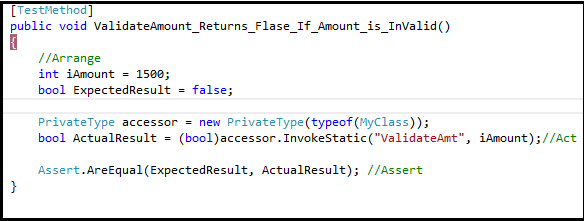 [TestMethod]
public void ValidateAmount_Returns_Flase_If_Amount_is_InValid()
{
//Arrange
int iAmount = 1500;
bool ExpectedResult = false;
PrivateType accessor = new PrivateType(typeof(MyClass));
bool ActualResult = (bool)accessor.InvokeStatic("ValidateAmt", iAmount);//Act
Assert.AreEqual(ExpectedResult, ActualResult); //Assert
}